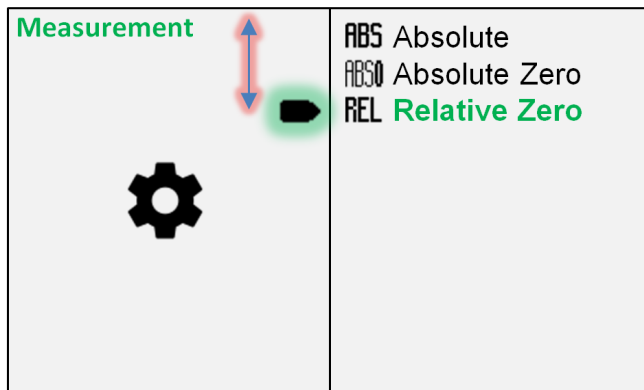 Measurement
ABS Absolute
ABS0 Absolute Zero
REL Relative Zero